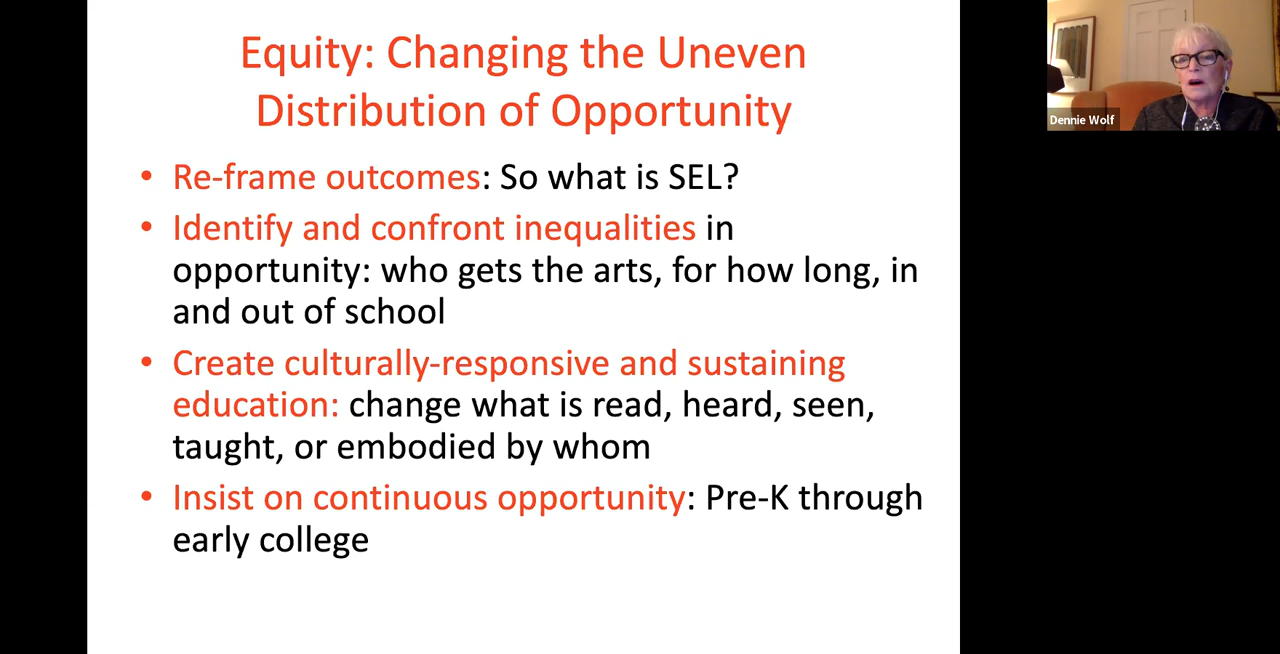 Equity: Changing the Uneven
Distribution of Opportunity
• Re-frame outcomes: So what is SEL?
• Identify and confront inequalities in
opportunity: who gets the arts, for how long, in
and out of school
• Create culturally-responsive and sustaining
education: change what is read, heard, seen,
taught, or embodied by whom
• Insist on continuous opportunity: Pre-K through
early college
Dennie Wolf